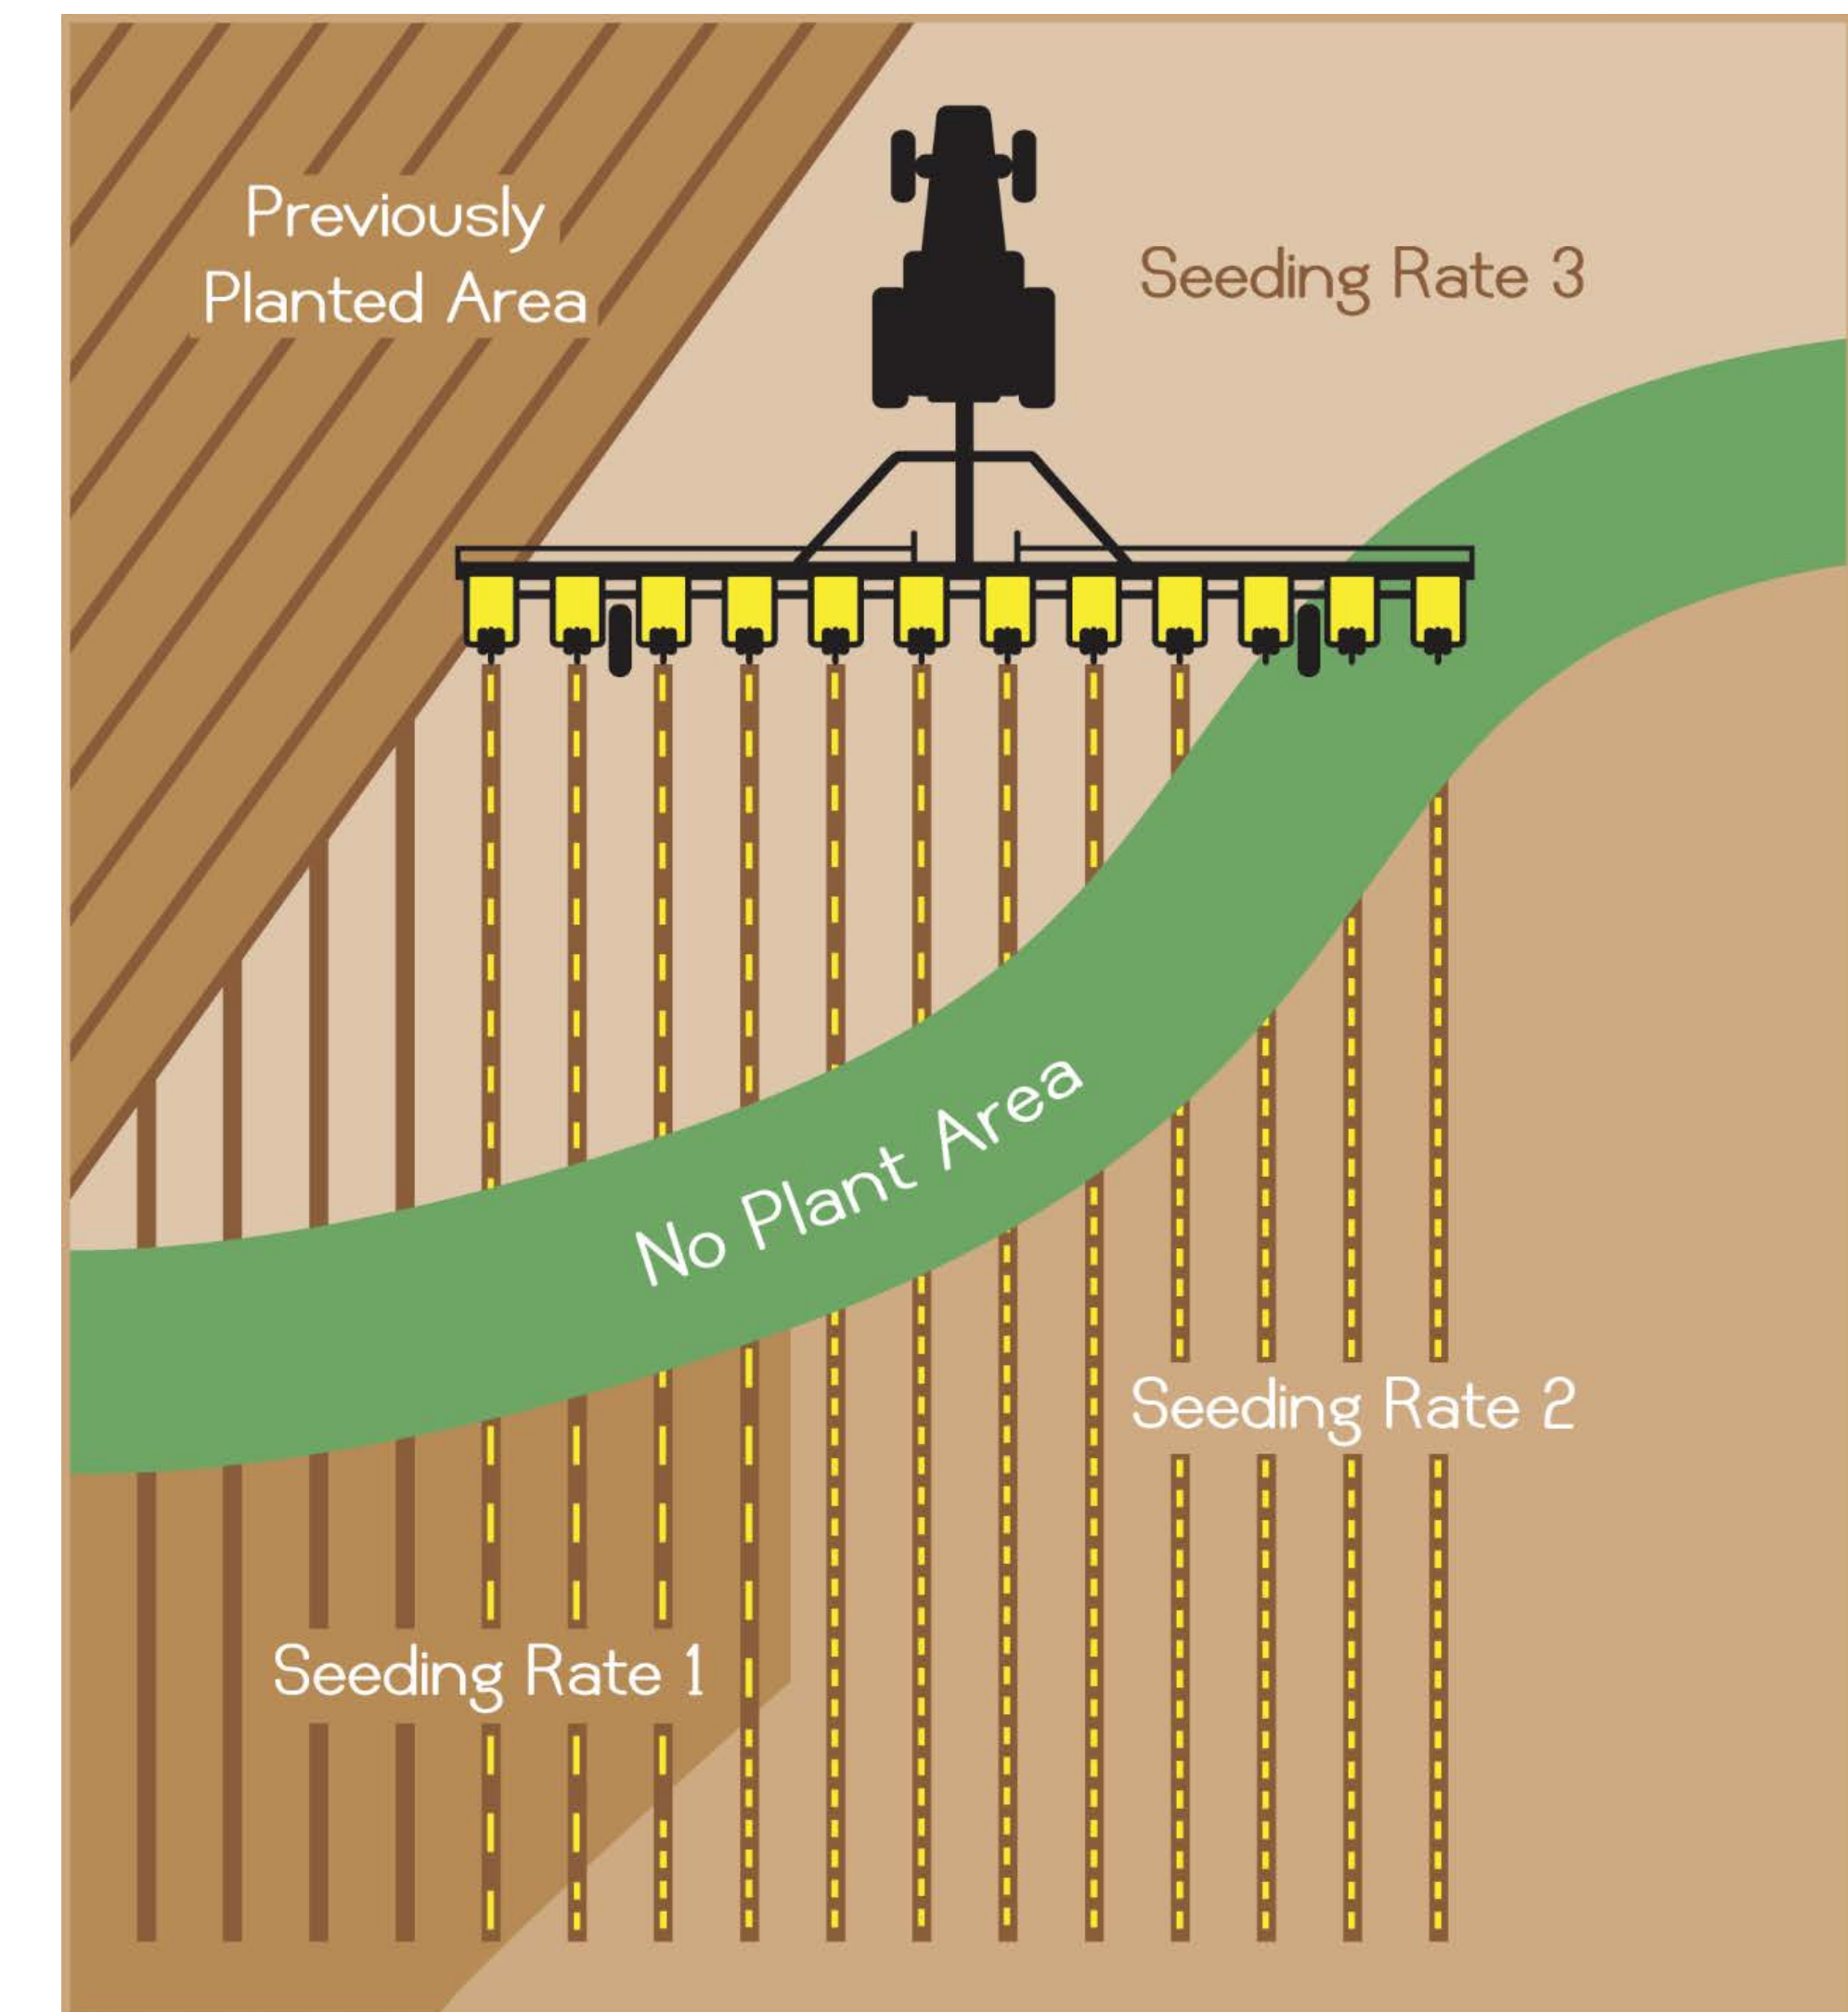 Previously
Planted Area
Seeding Rate 3
No Plant Area
Seeding Rate 2
Seeding Rate 1